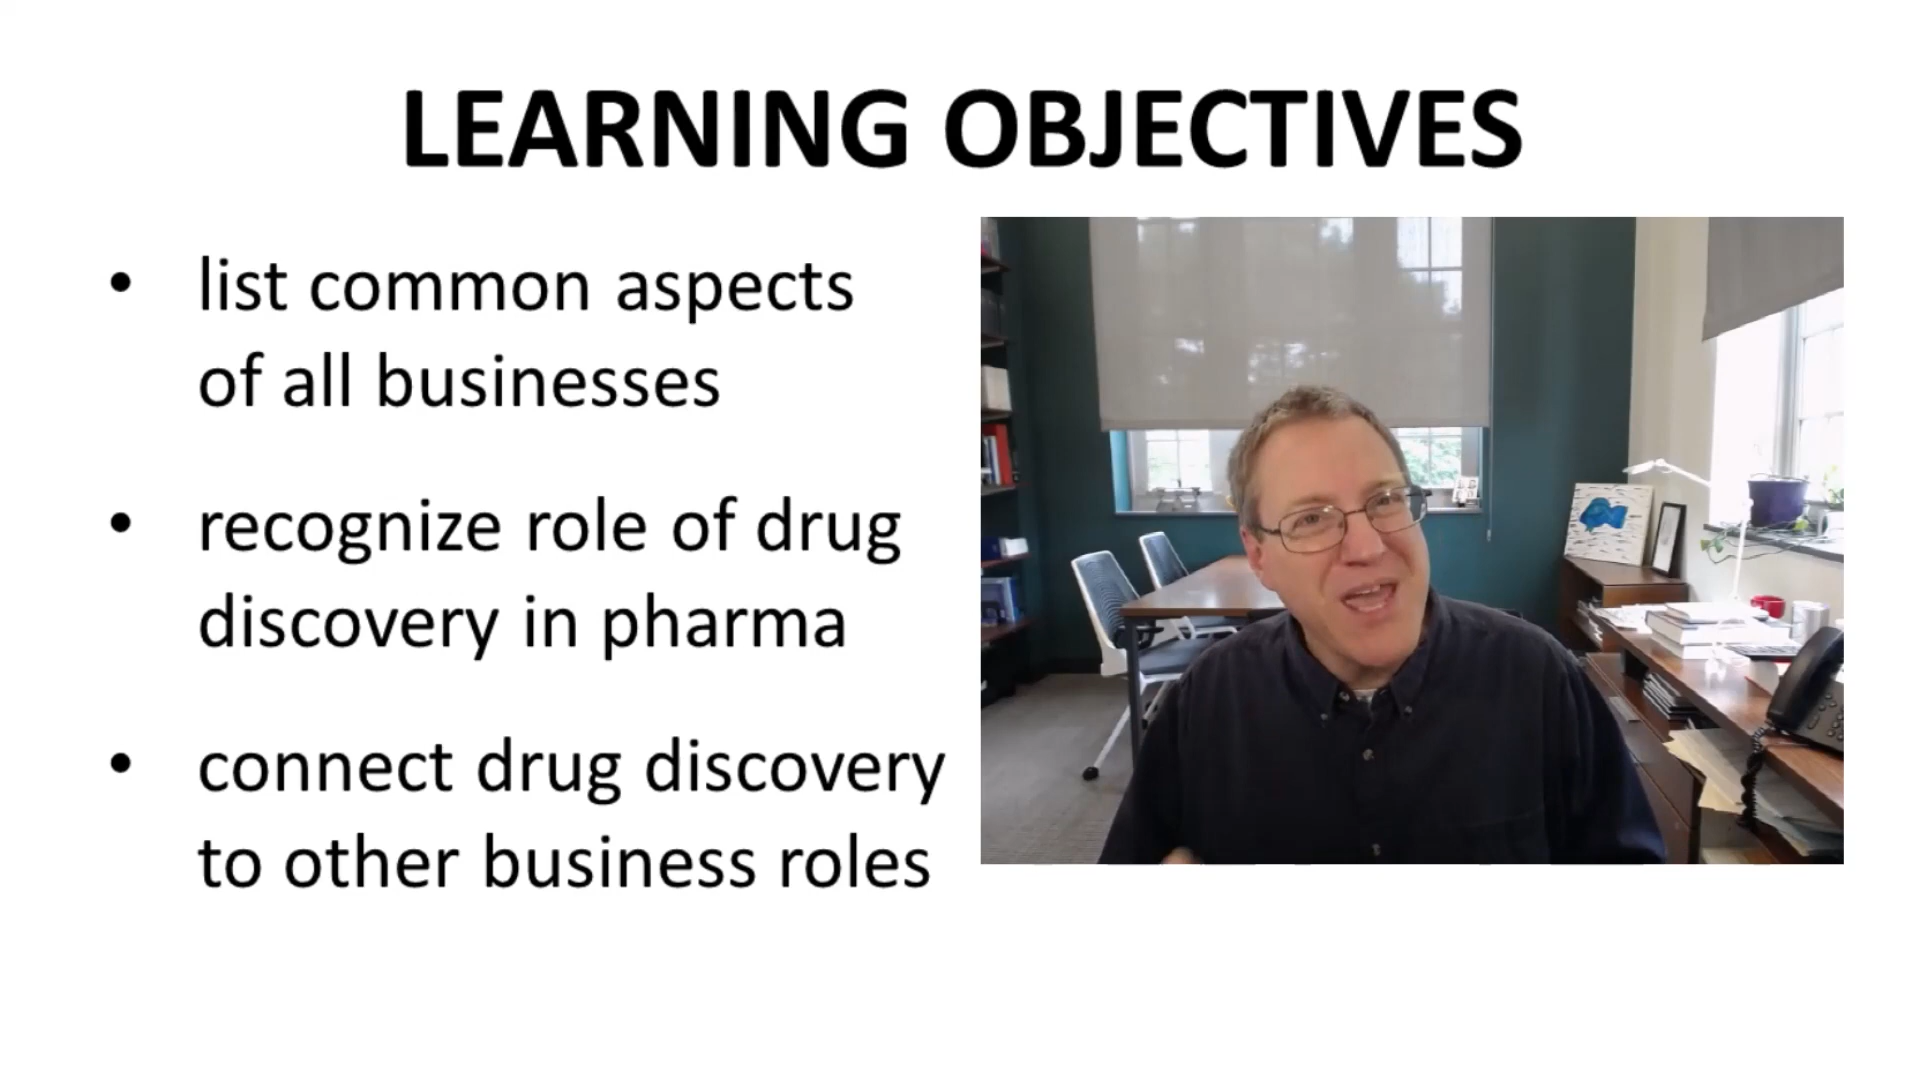 LEARNING OBJECTIVES
• list common aspects
of all businesses
• recognize role of drug
discovery in pharma
• connect drug discovery
to other business roles